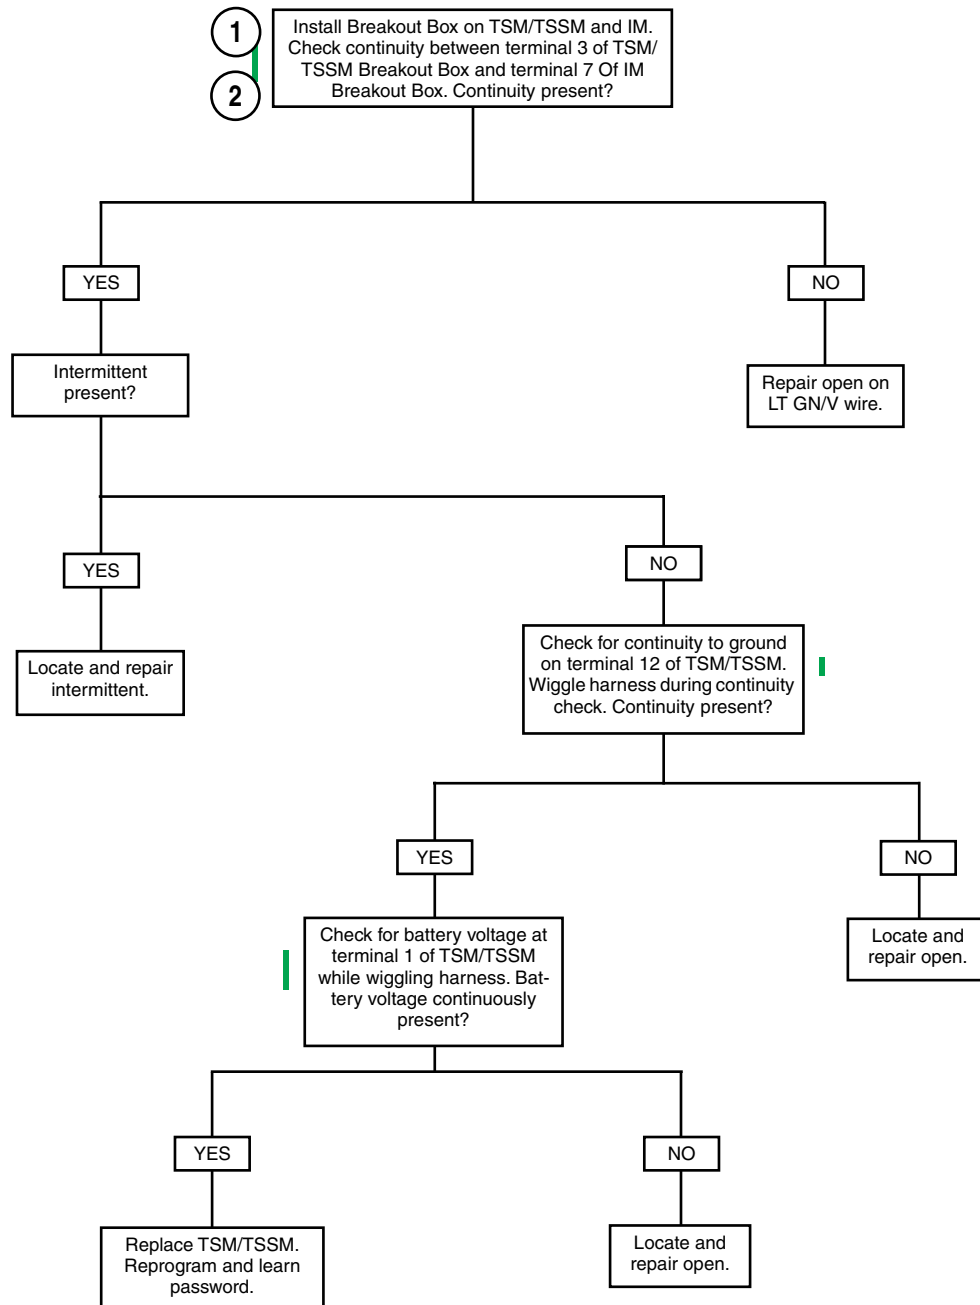 1
2
Install Breakout Box on TSM/TSSM and IM.
Check continuity between terminal 3 of TSM/
TSSM Breakout Box and terminal 7 Of IM
Breakout Box. Continuity present?
YES
NO
Intermittent
present?
Repair open on
LT GN/V wire.
YES
NO
Locate and repair
intermittent.
Check for continuity to ground
on terminal 12 of TSM/TSSM.
Wiggle harness during continuity
check. Continuity present?
YES
NO
Check for battery voltage at
terminal 1 of TSM/TSSM
while wiggling harness. Bat-
tery voltage continuously
present?
Locate and
repair open.
YES
NO
Replace TSM/TSSM.
Reprogram and learn
password.
Locate and
repair open.